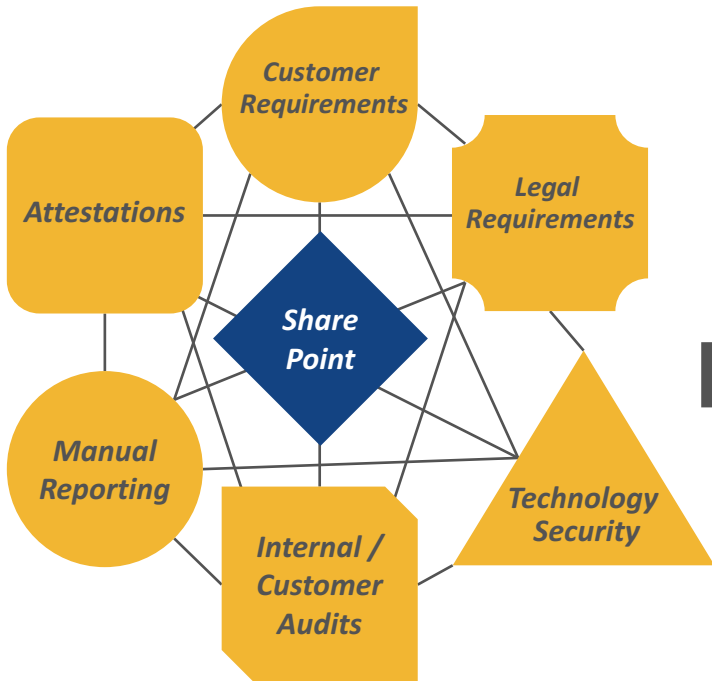 Customer
Requirements
Attestations
Legal
Requirements
Share
Point
Manual
Reporting
Technology
Security
Internal /
Customer
Audits